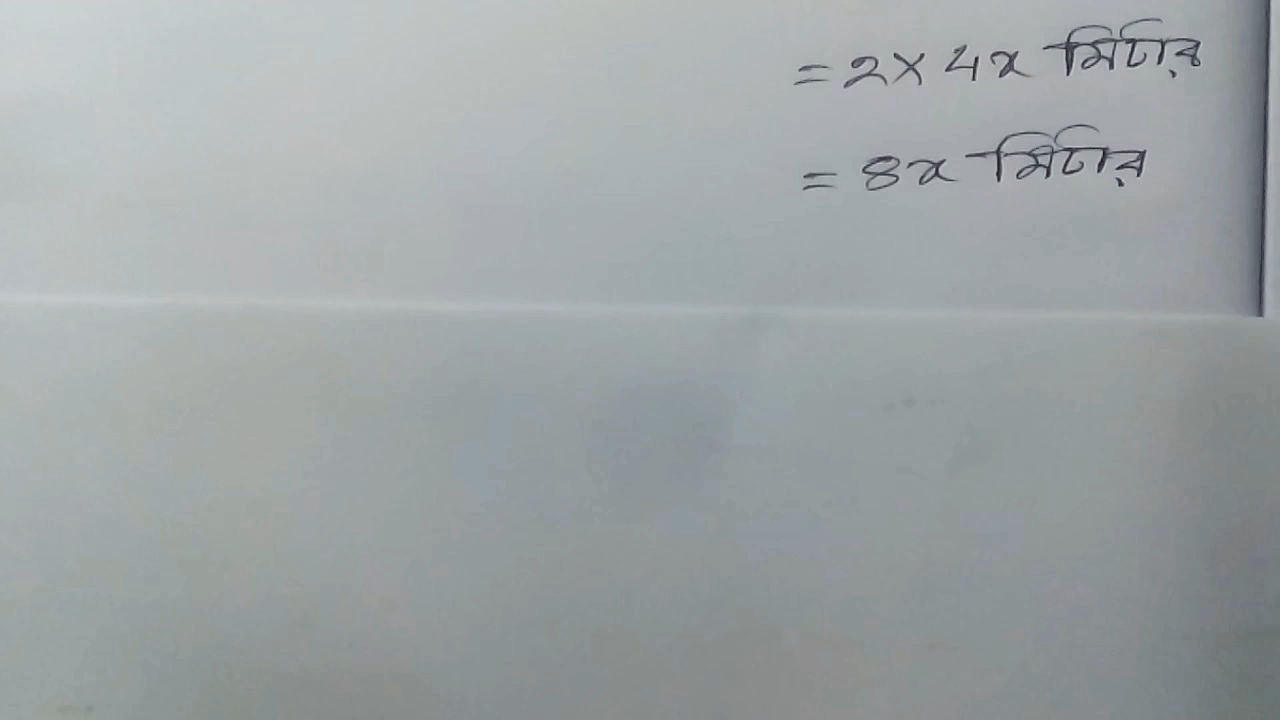 = 2 × 4x মিটার
= 8x মিটার